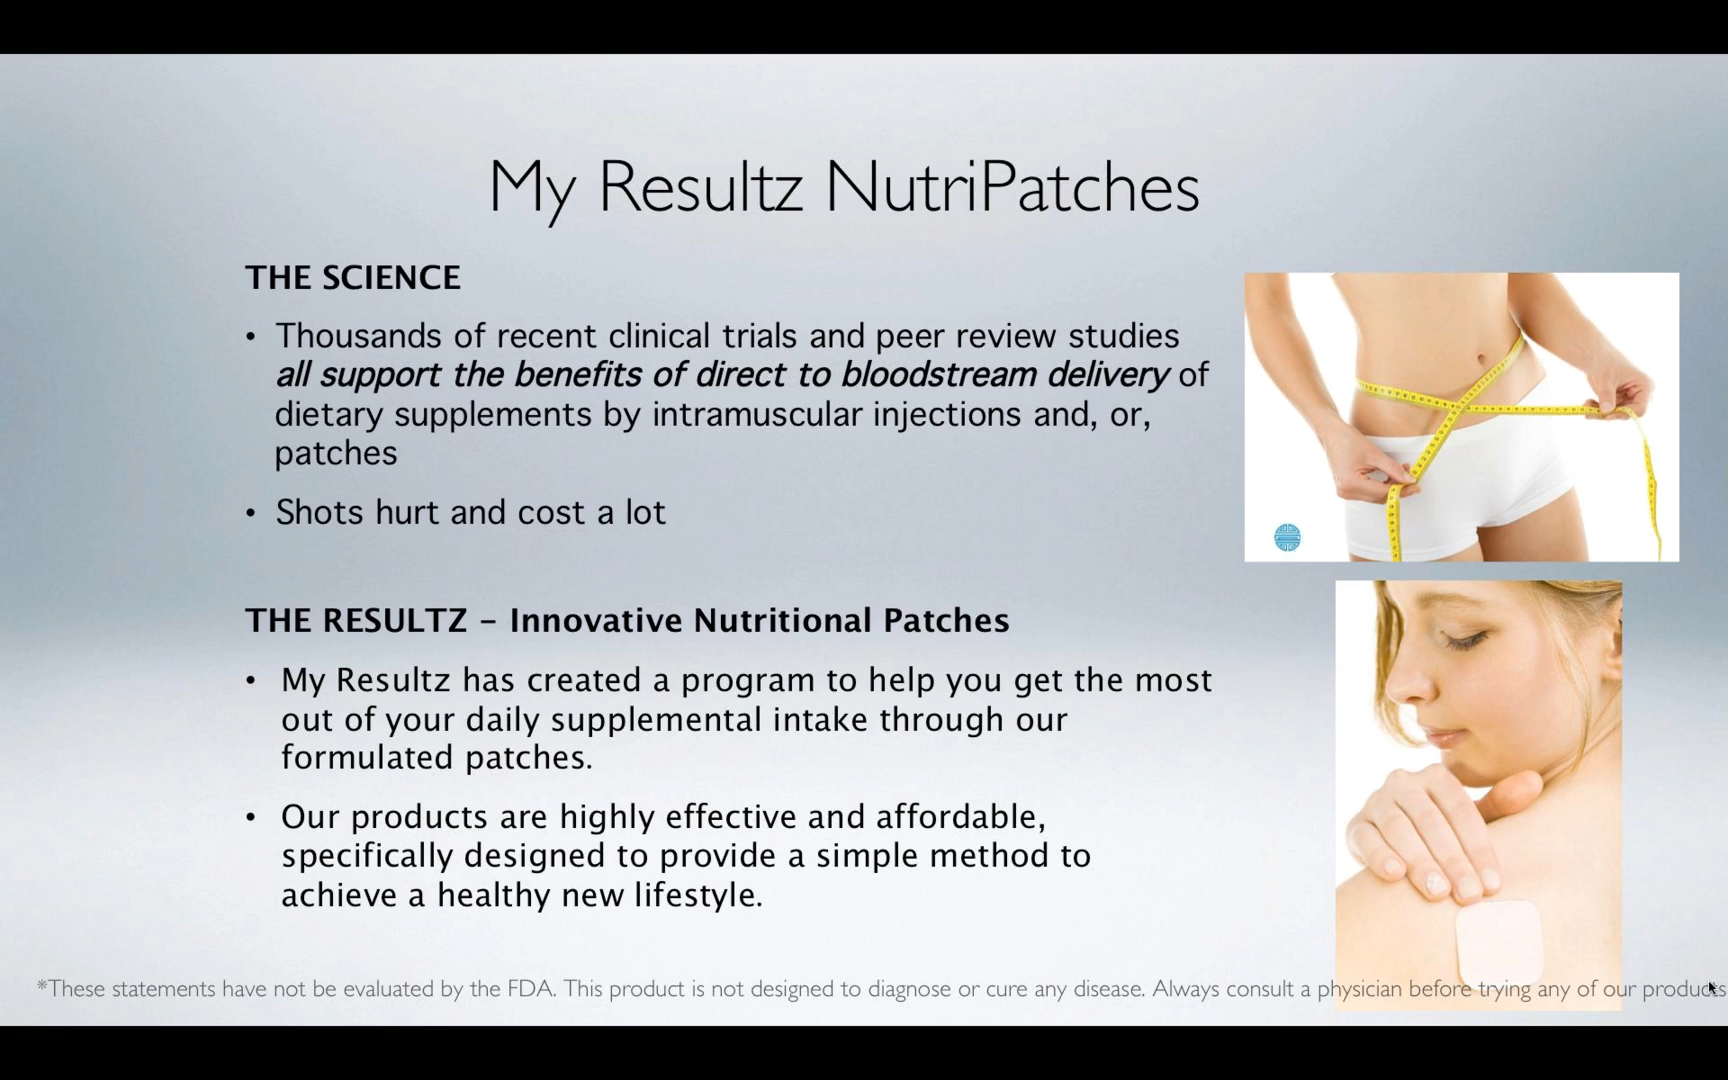 My Resultz NutriPatches
THE SCIENCE
• Thousands of recent clinical trials and peer review studies
all support the benefits of direct to bloodstream delivery of
dietary supplements by intramuscular injections and, or,
patches
• Shots hurt and cost a lot
THE RESULTZ – Innovative Nutritional Patches
• My Resultz has created a program to help you get the most
out of your daily supplemental intake through our
formulated patches.
• Our products are highly effective and affordable,
specifically designed to provide a simple method to
achieve a healthy new lifestyle.
*These statements have not be evaluated by the FDA. This product is not designed to diagnose or cure any disease. Always consult a physician before trying any of our products